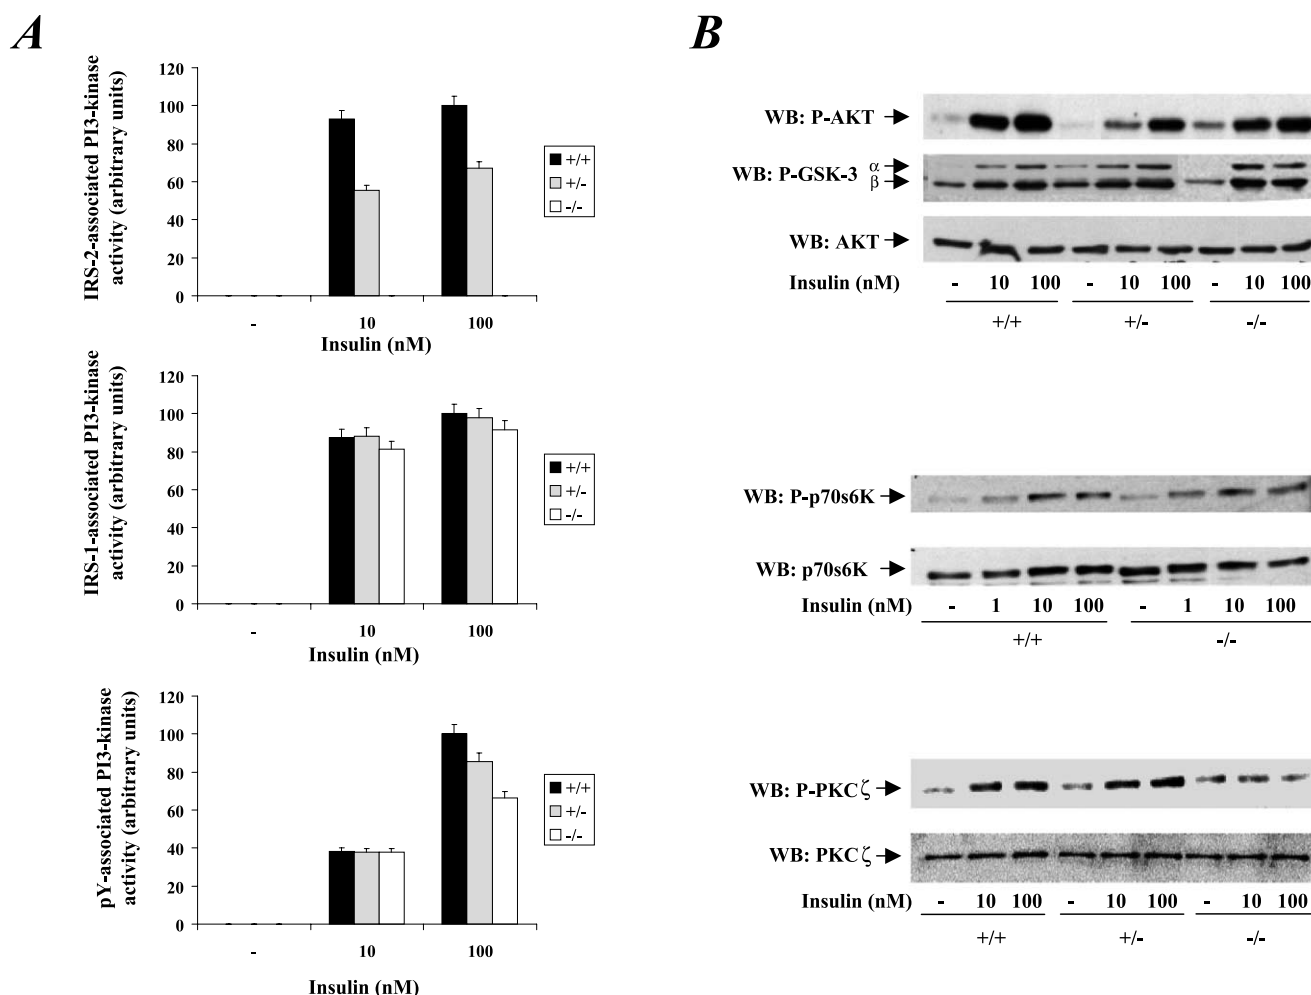 A
IRS-2-associated PI3-kinase
activity (arbitrary units)
120
100
80
60
40
20
0
- 10 100
Insulin (nM)
+/+
+/-
-/-
IRS-1-associated PI3-kinase
activity (arbitrary units)
120
100
80
60
40
20
0
- 10 100
Insulin (nM)
+/+
+/-
-/-
pY-associated PI3-kinase
activity (arbitrary units)
120
100
80
60
40
20
0
- 10 100
Insulin (nM)
+/+
+/-
-/-
B
WB: P-AKT
WB: P-GSK-3 α
β
WB: AKT
Insulin (nM) - 10 100 - 10 100 - 10 100
+/+ +/- -/-
WB: P-p70s6K
WB: p70s6K
Insulin (nM) - 1 10 100 - 1 10 100
+/+ -/-
WB: P-PKC ζ
WB: PKC ζ
Insulin (nM) - 10 100 - 10 100 - 10 100
+/+ +/- -/-